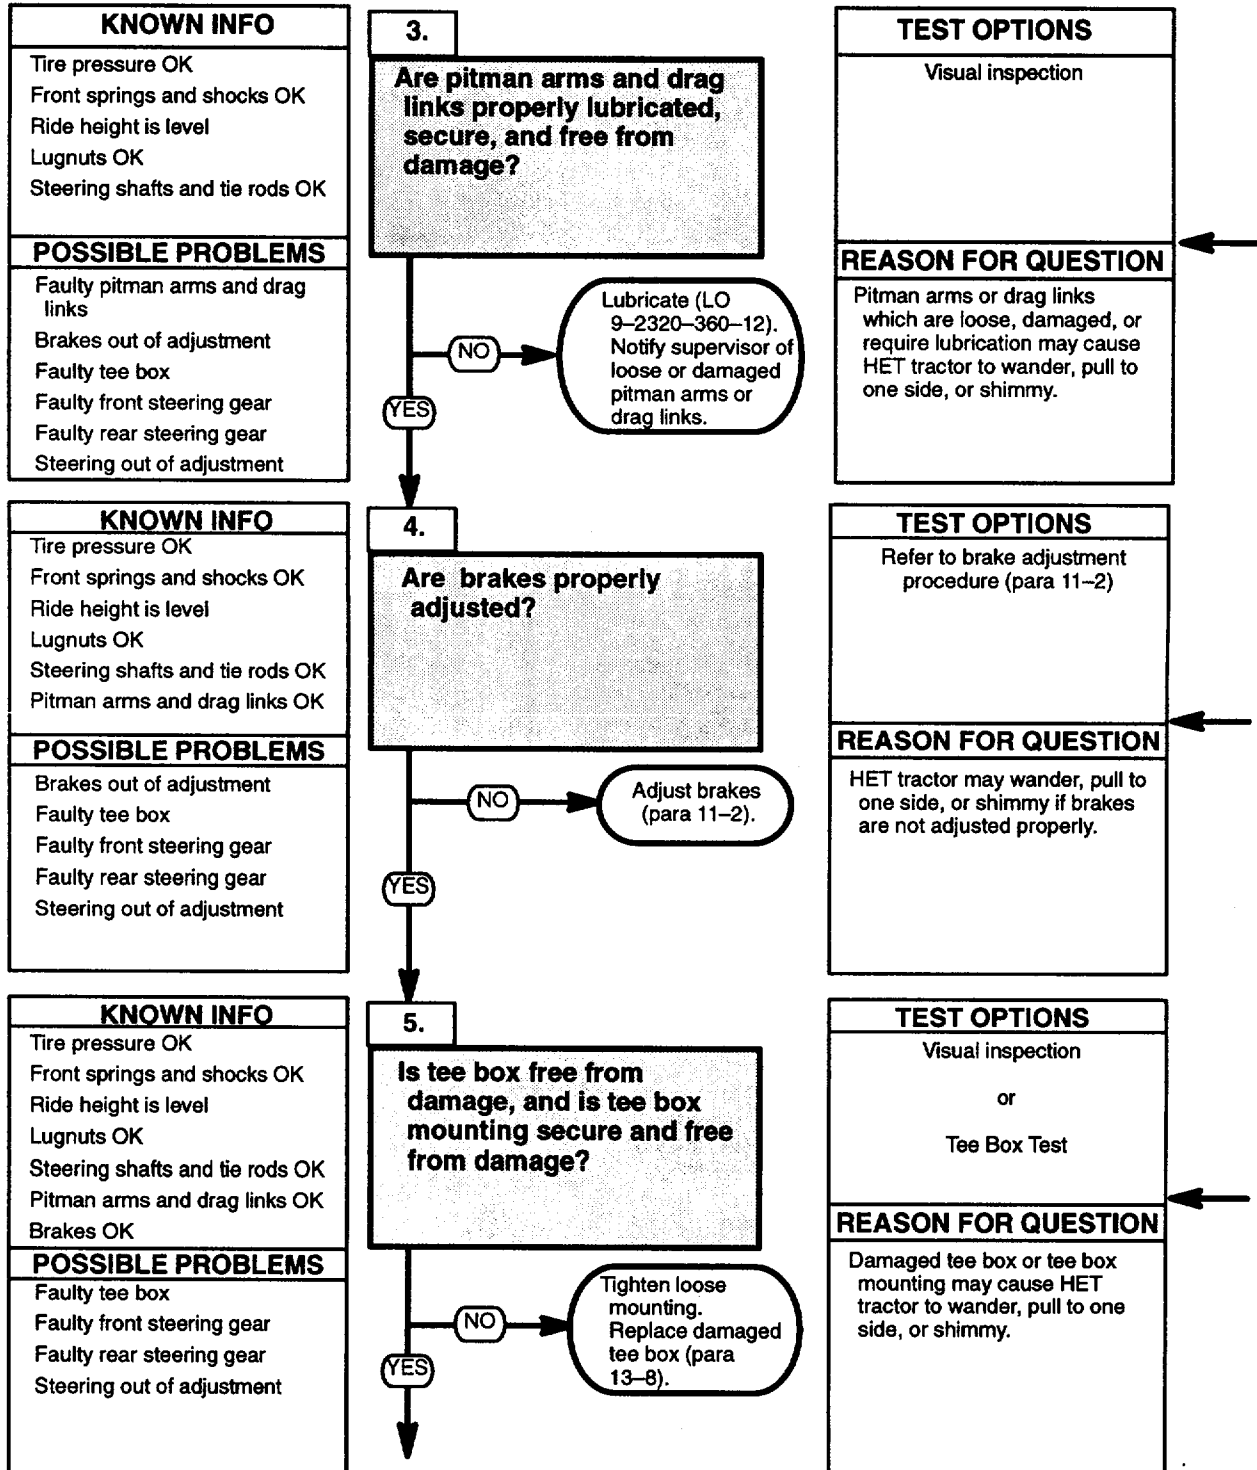 KNOWN INFO
Tire pressure OK
Front springs and shocks OK
Ride height is level
Lugnuts OK
Steering shafts and tie rods OK
POSSIBLE PROBLEMS
Faulty pitman arms and drag
links
Brakes out of adjustment
Faulty tee box
Faulty front steering gear
Faulty rear steering gear
Steering out of adjustment
3.
Are pitman arms and drag
links properly lubricated,
secure, and free from
damage?
NO
Lubricate (LO
9–2320–360–12).
Notify supervisor of
loose or damaged
pitman arms or
drag links.
YES
TEST OPTIONS
Visual inspection
REASON FOR QUESTION
Pitman arms or drag links
which are loose, damaged, or
require lubrication may cause
HET tractor to wander, pull to
one side, or shimmy.
KNOWN INFO
Tire pressure OK
Front springs and shocks OK
Ride height is level
Lugnuts OK
Steering shafts and tie rods OK
Pitman arms and drag links OK
POSSIBLE PROBLEMS
Brakes out of adjustment
Faulty tee box
Faulty front steering gear
Faulty rear steering gear
Steering out of adjustment
4.
Are brakes properly
adjusted?
NO
Adjust brakes
(para 11–2).
YES
TEST OPTIONS
Refer to brake adjustment
procedure (para 11–2)
REASON FOR QUESTION
HET tractor may wander, pull to
one side, or shimmy if brakes
are not adjusted properly.
KNOWN INFO
Tire pressure OK
Front springs and shocks OK
Ride height is level
Lugnuts OK
Steering shafts and tie rods OK
Pitman arms and drag links OK
Brakes OK
POSSIBLE PROBLEMS
Faulty tee box
Faulty front steering gear
Faulty rear steering gear
Steering out of adjustment
5.
Is tee box free from
damage, and is tee box
mounting secure and free
from damage?
NO
Tighten loose
mounting.
Replace damaged
tee box (para
13–8).
YES
TEST OPTIONS
Visual inspection
or
Tee Box Test
REASON FOR QUESTION
Damaged tee box or tee box
mounting may cause HET
tractor to wander, pull to one
side, or shimmy.